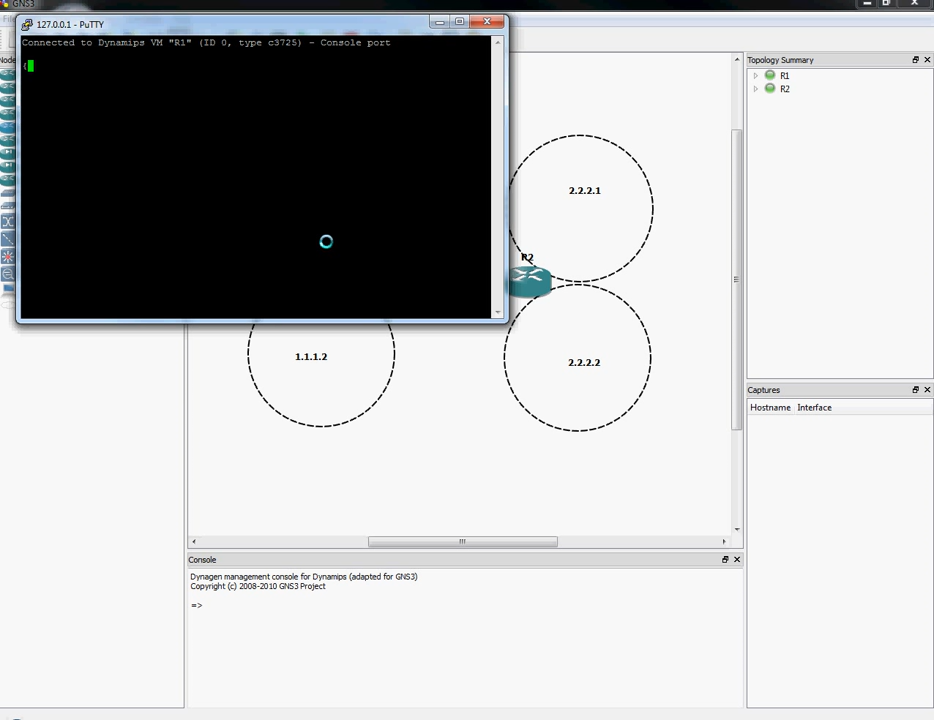 GNS3
127.0.0.1 - PuTTY
Connected to Dynamips VM "R1" (ID 0, type c3725) - Console port
Node
Topology Summary
R1
R2
2.2.2.1
R2
1.1.1.2
2.2.2.2
Captures
Hostname Interface
Console
Dynagen management console for Dynamips (adapted for GNS3)
Copyright (c) 2008-2010 GNS3 Project
=>